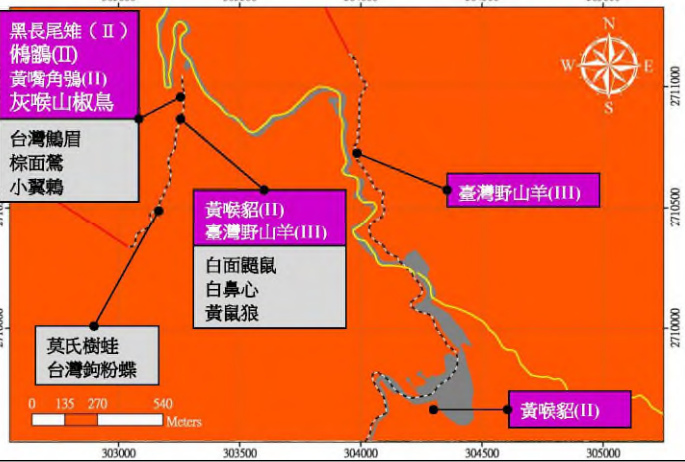 黑長尾雉（II）
鵂鶹(II)
黃嘴角鴞(II)
灰喉山椒鳥
台灣鷦眉
棕面鶯
小翼鶇
黃喉貂(II)
臺灣野山羊(III)
白面鼯鼠
白鼻心
黃鼠狼
臺灣野山羊(III)
莫氏樹蛙
台灣鉤粉蝶
黃喉貂(II)
N
W
E
S
0 135 270 540
Meters
303000 303500 304000 304500 305000
2711000
2710500
2710000